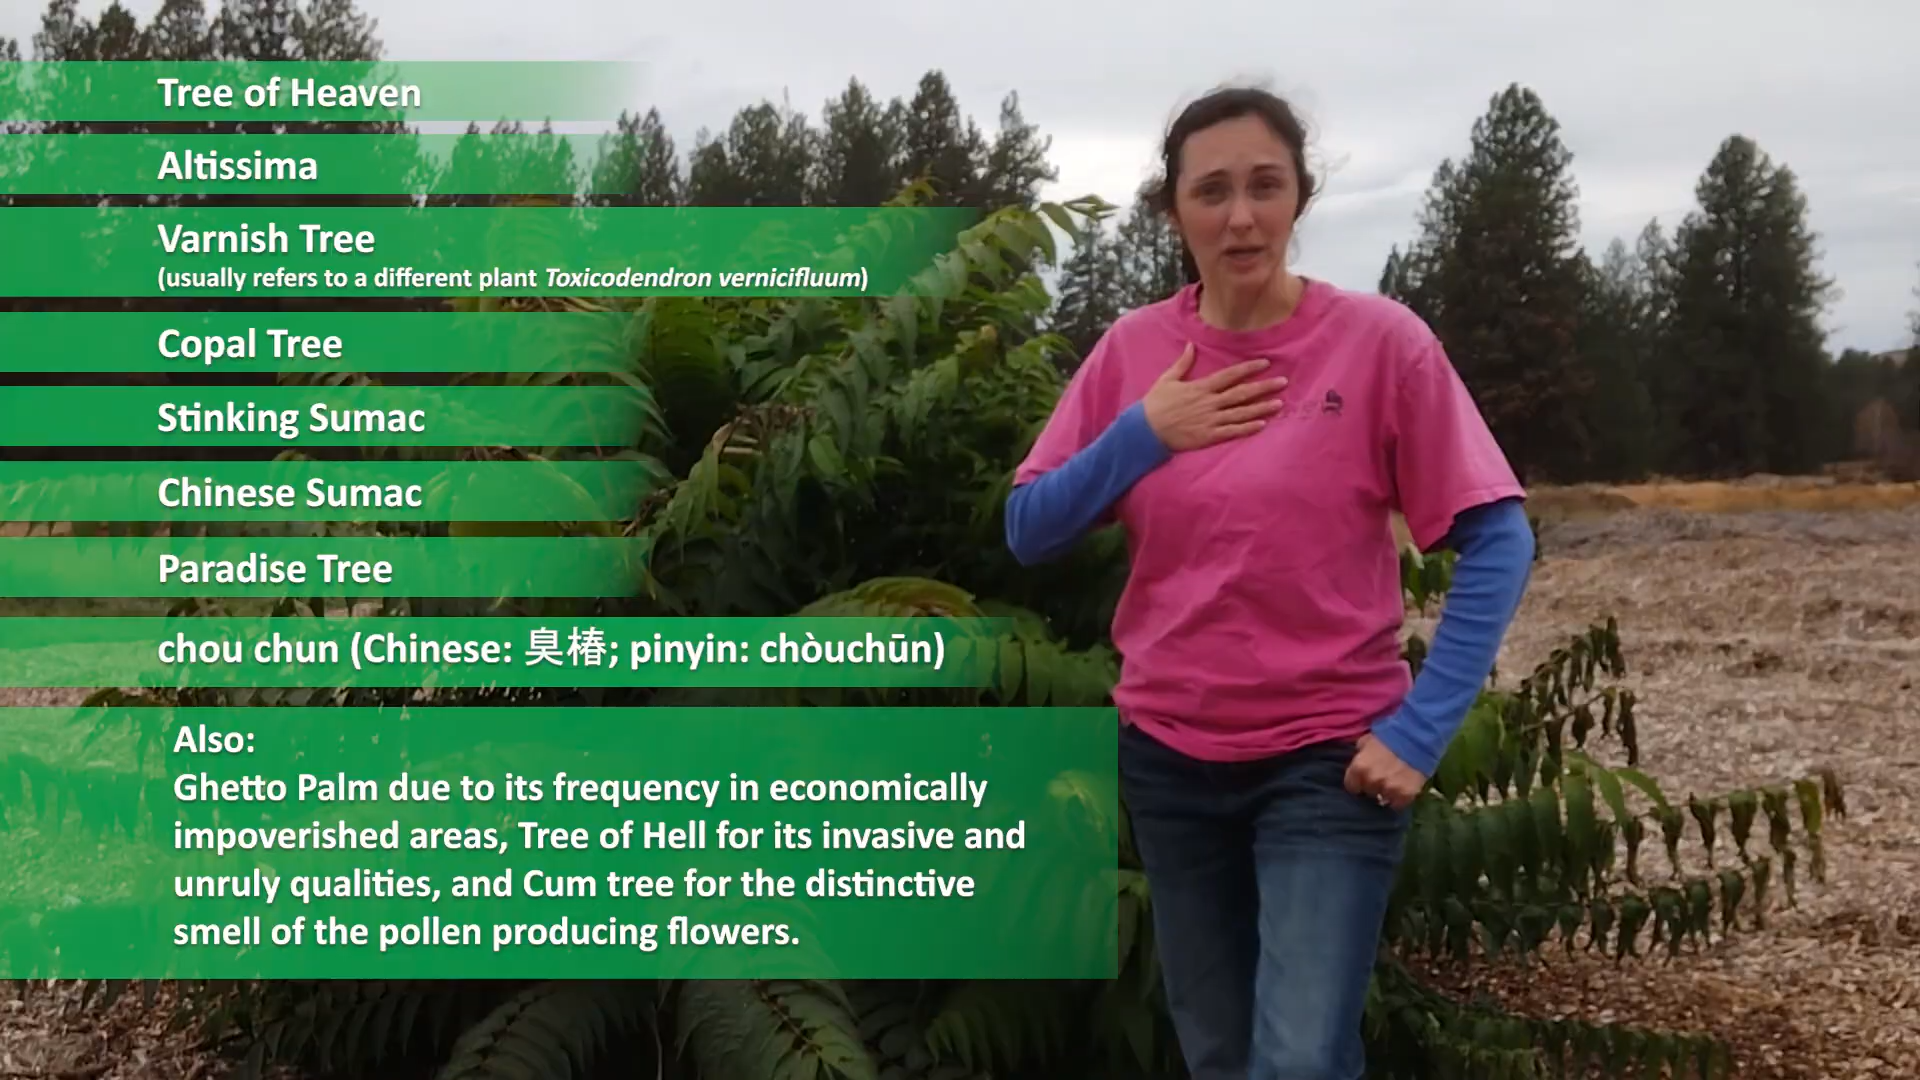 Tree of Heaven
Altissima
Varnish Tree
(usually refers to a different plant Toxicodendron vernicifluum)
Copal Tree
Stinking Sumac
Chinese Sumac
Paradise Tree
chou chun (Chinese: 臭椿; pinyin: chòuchūn)
Also:
Ghetto Palm due to its frequency in economically
impoverished areas, Tree of Hell for its invasive and
unruly qualities, and Cum tree for the distinctive
smell of the pollen producing flowers.